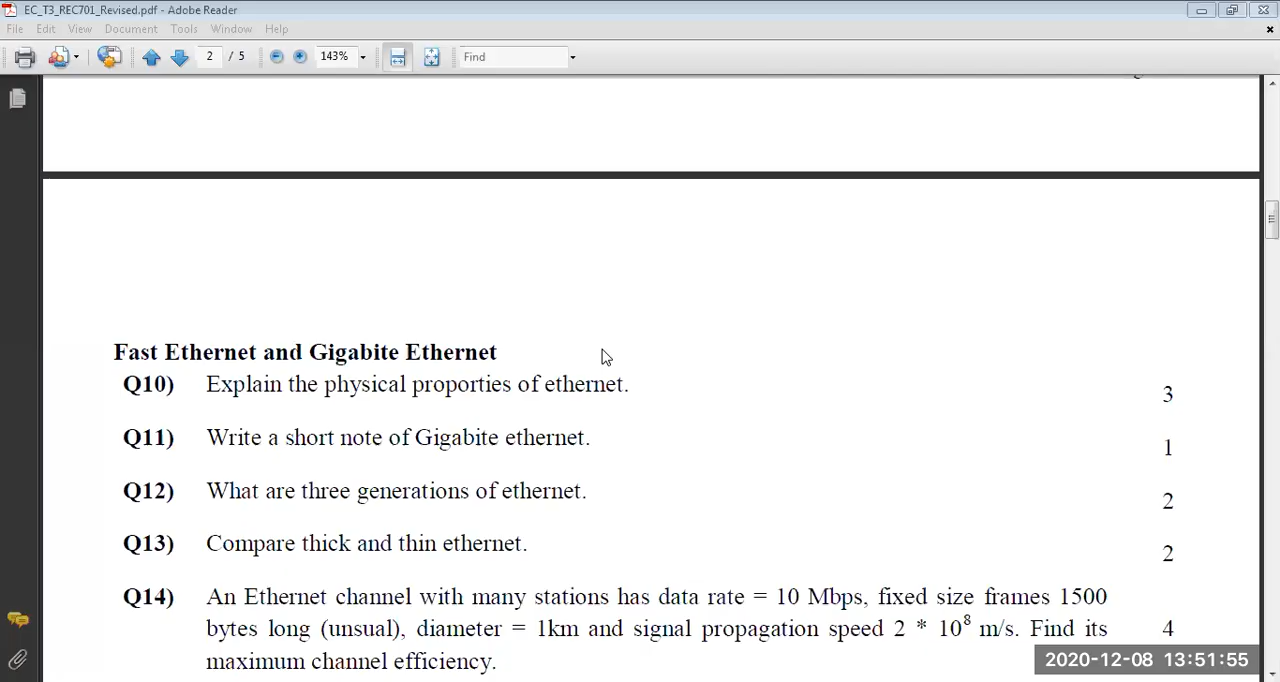 EC_T3_REC701_Revised.pdf - Adobe Reader
File Edit View Document Tools Window Help
2 / 5 143% Find
Fast Ethernet and Gigabite Ethernet
Q10) Explain the physical proporties of ethernet. 3
Q11) Write a short note of Gigabite ethernet. 1
Q12) What are three generations of ethernet. 2
Q13) Compare thick and thin ethernet. 2
Q14) An Ethernet channel with many stations has data rate = 10 Mbps, fixed size frames 1500
bytes long (unsual), diameter = 1km and signal propagation speed 2 * 10⁸ m/s. Find its 4
maximum channel efficiency.
2020-12-08 13:51:55